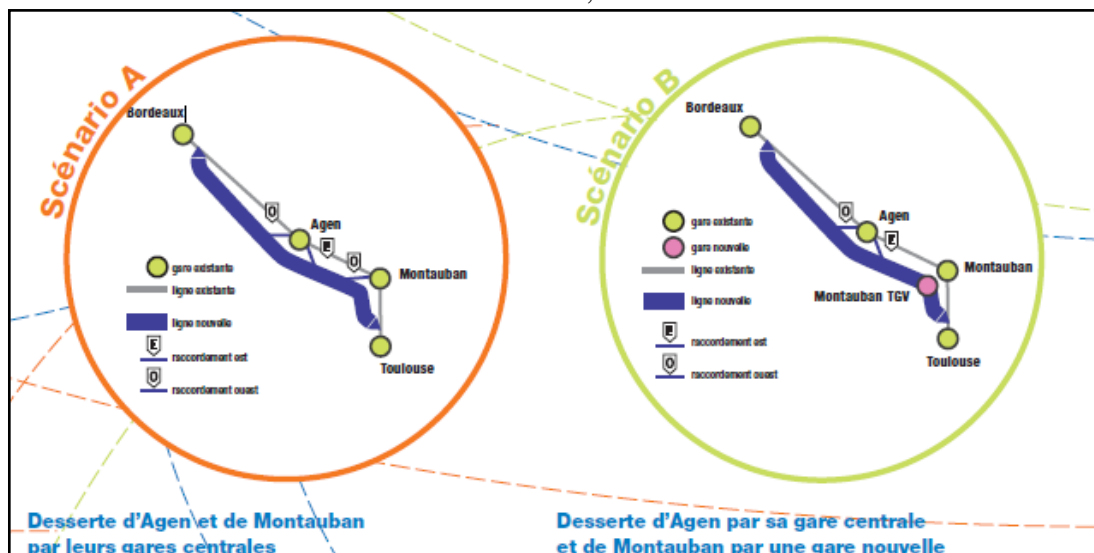 Scénario A
Bordeaux
O
Agen
E
O
Montauban
Toulouse
gare existante
ligne existante
ligne nouvelle
E
raccordement est
O
raccordement ouest
Desserte d'Agen et de Montauban
par leurs gares centrales
Scénario B
Bordeaux
O
Agen
E
Montauban
Montauban TGV
Toulouse
gare existante
gare nouvelle
ligne existante
ligne nouvelle
E
raccordement est
O
raccordement ouest
Desserte d'Agen par sa gare centrale
et de Montauban par une gare nouvelle